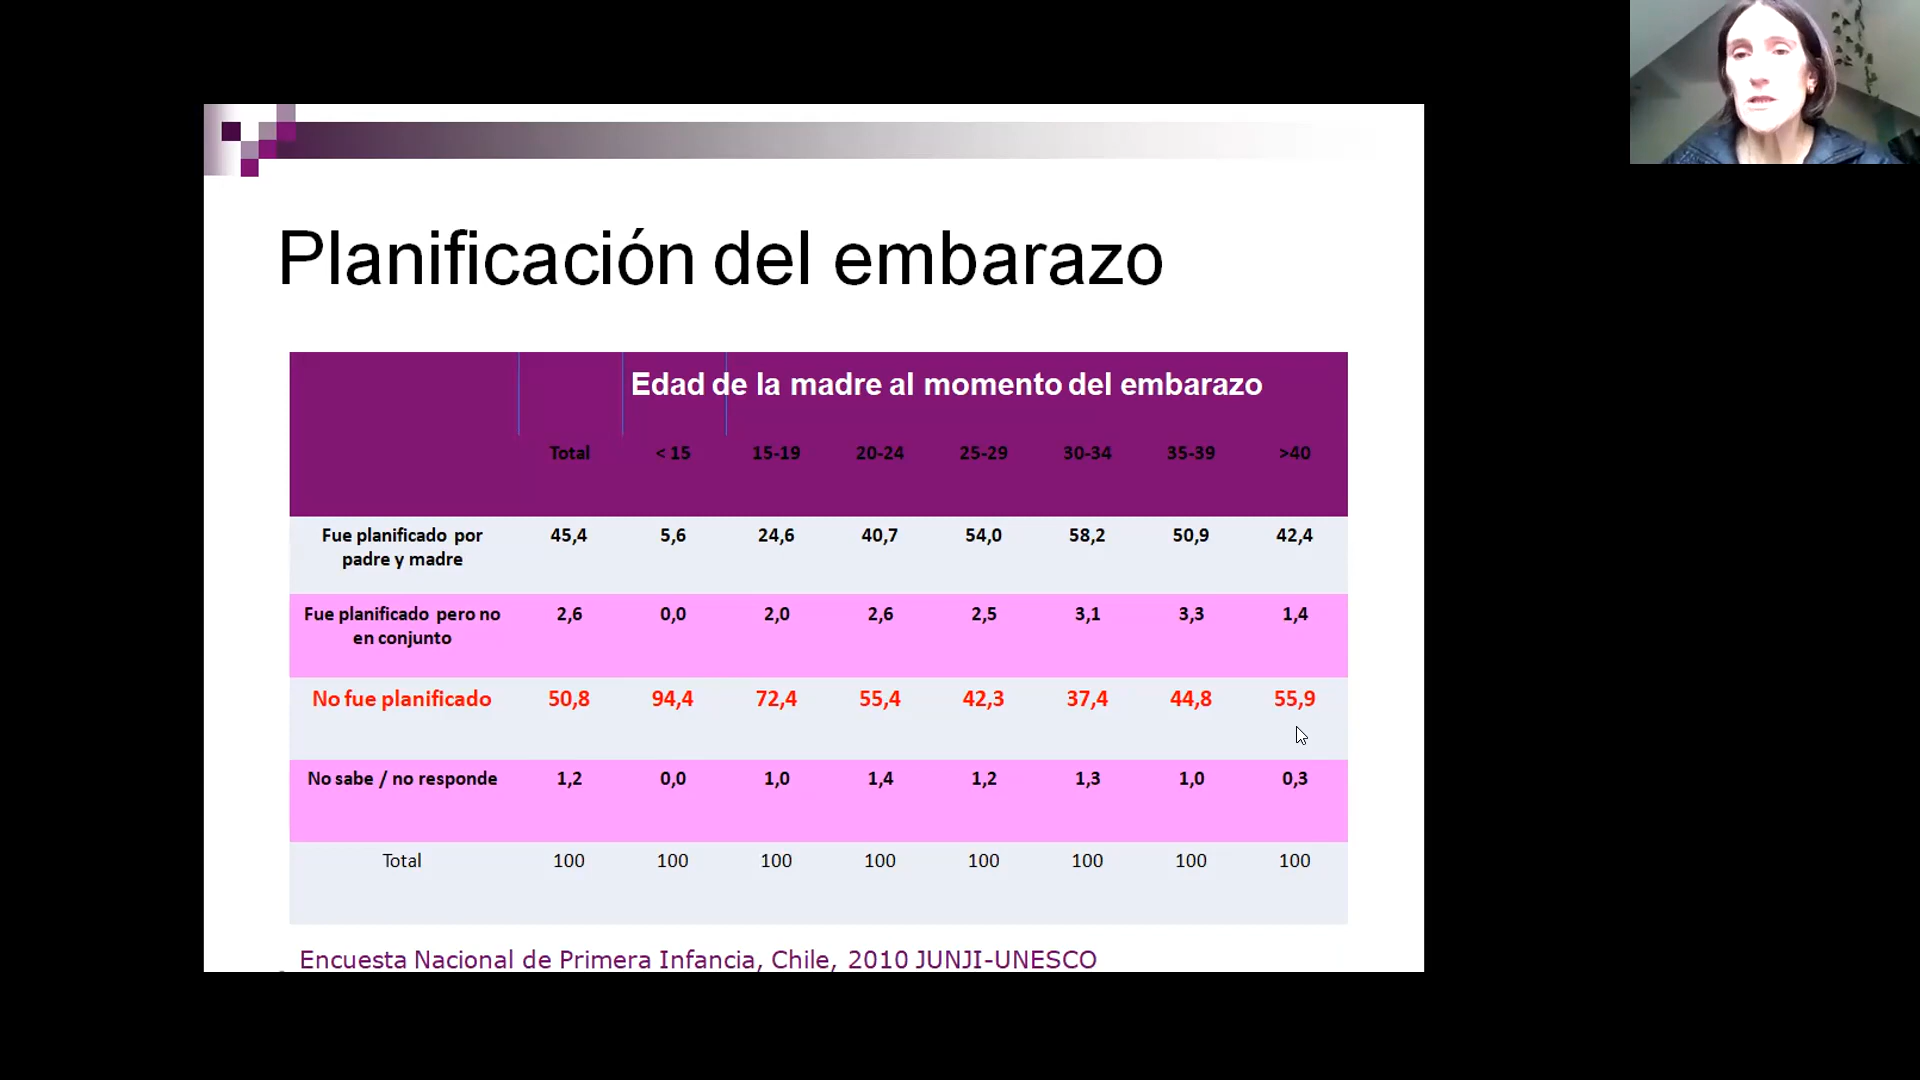 Planificación del embarazo
Edad de la madre al momento del embarazo
Total < 15 15-19 20-24 25-29 30-34 35-39 >40
Fue planificado por
padre y madre
45,4 5,6 24,6 40,7 54,0 58,2 50,9 42,4
Fue planificado pero no
en conjunto
2,6 0,0 2,0 2,6 2,5 3,1 3,3 1,4
No fue planificado 50,8 94,4 72,4 55,4 42,3 37,4 44,8 55,9
No sabe / no responde 1,2 0,0 1,0 1,4 1,2 1,3 1,0 0,3
Total 100 100 100 100 100 100 100 100
Encuesta Nacional de Primera Infancia, Chile, 2010 JUNJI-UNESCO